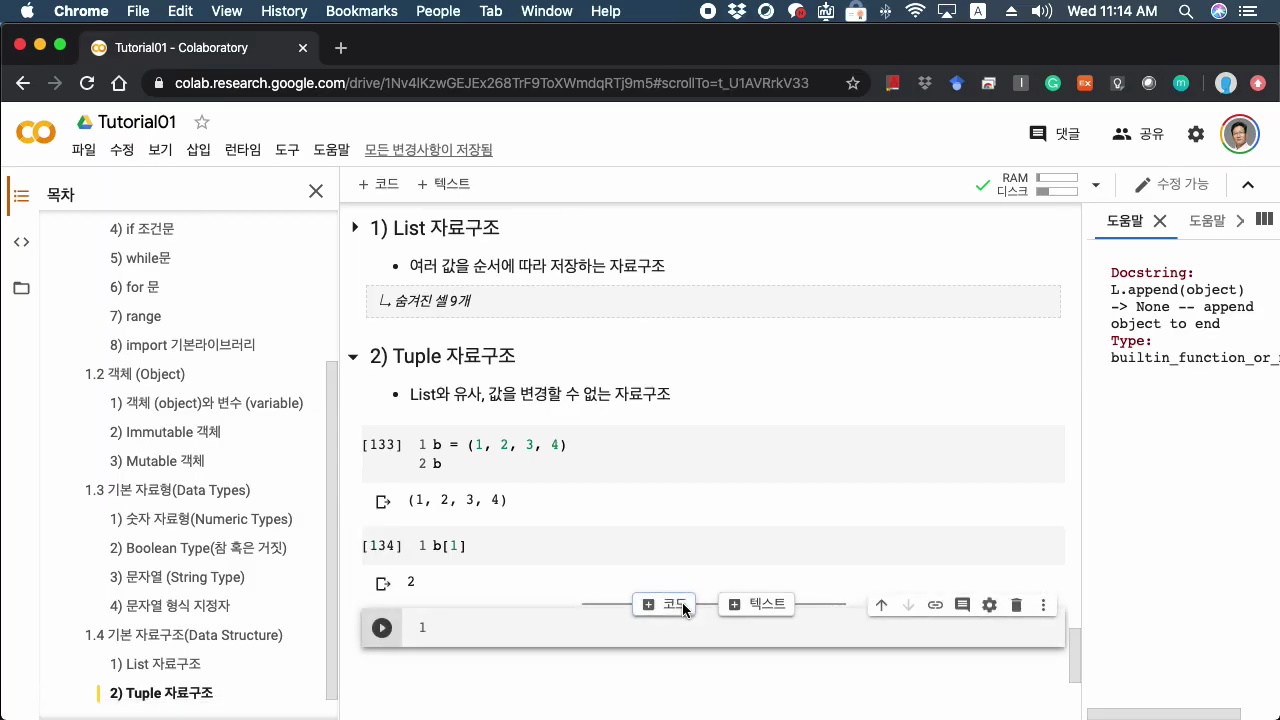 Chrome File Edit View History Bookmarks People Tab Window Help
A
Wed 11:14 AM
Tutorial01 - Colaboratory
colab.research.google.com/drive/1Nv4lKzwGEJEx268TrF9ToXWmdqRTj9m5#scrollTo=t_U1AVRrkV33
Tutorial01
댓글
공유
파일 수정 보기 삽입 런타임 도구 도움말 모든 변경사항이 저장됨
목차
+ 코드 + 텍스트
RAM
디스크
수정 가능
4) if 조건문
5) while문
6) for 문
7) range
8) import 기본라이브러리
1.2 객체 (Object)
1) 객체 (object)와 변수 (variable)
2) Immutable 객체
3) Mutable 객체
1.3 기본 자료형(Data Types)
1) 숫자 자료형(Numeric Types)
2) Boolean Type(참 혹은 거짓)
3) 문자열 (String Type)
4) 문자열 형식 지정자
1.4 기본 자료구조(Data Structure)
1) List 자료구조
2) Tuple 자료구조
1) List 자료구조
• 여러 값을 순서에 따라 저장하는 자료구조
숨겨진 셀 9개
2) Tuple 자료구조
• List와 유사, 값을 변경할 수 없는 자료구조
[133] 1 b = (1, 2, 3, 4)
2 b
(1, 2, 3, 4)
[134] 1 b[1]
2
코드 텍스트
1
도움말 도움말
Docstring:
L.append(object)
-> None -- append
object to end
Type:
builtin_function_or_